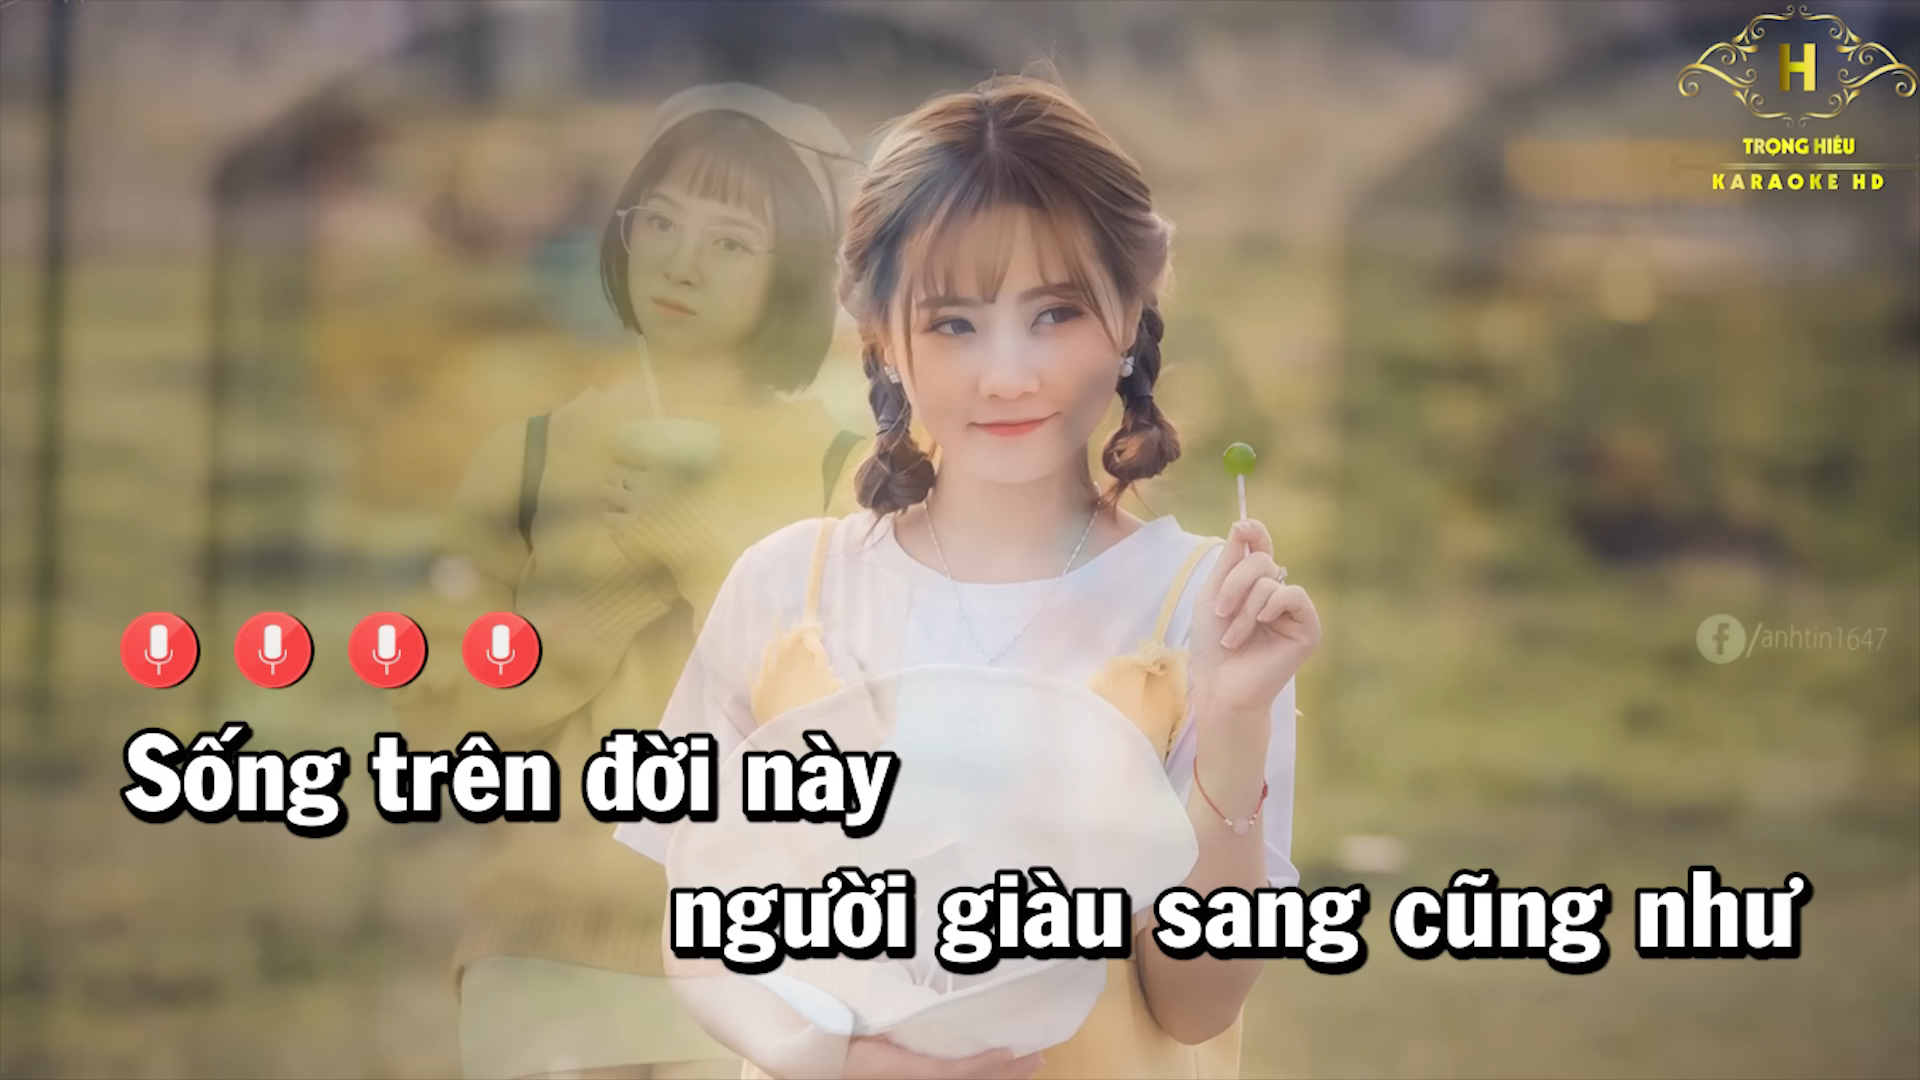 H
TRỌNG HIẾU
KARAOKE HD
f/anhtin1647
Sống trên đời này
người giàu sang cũng như